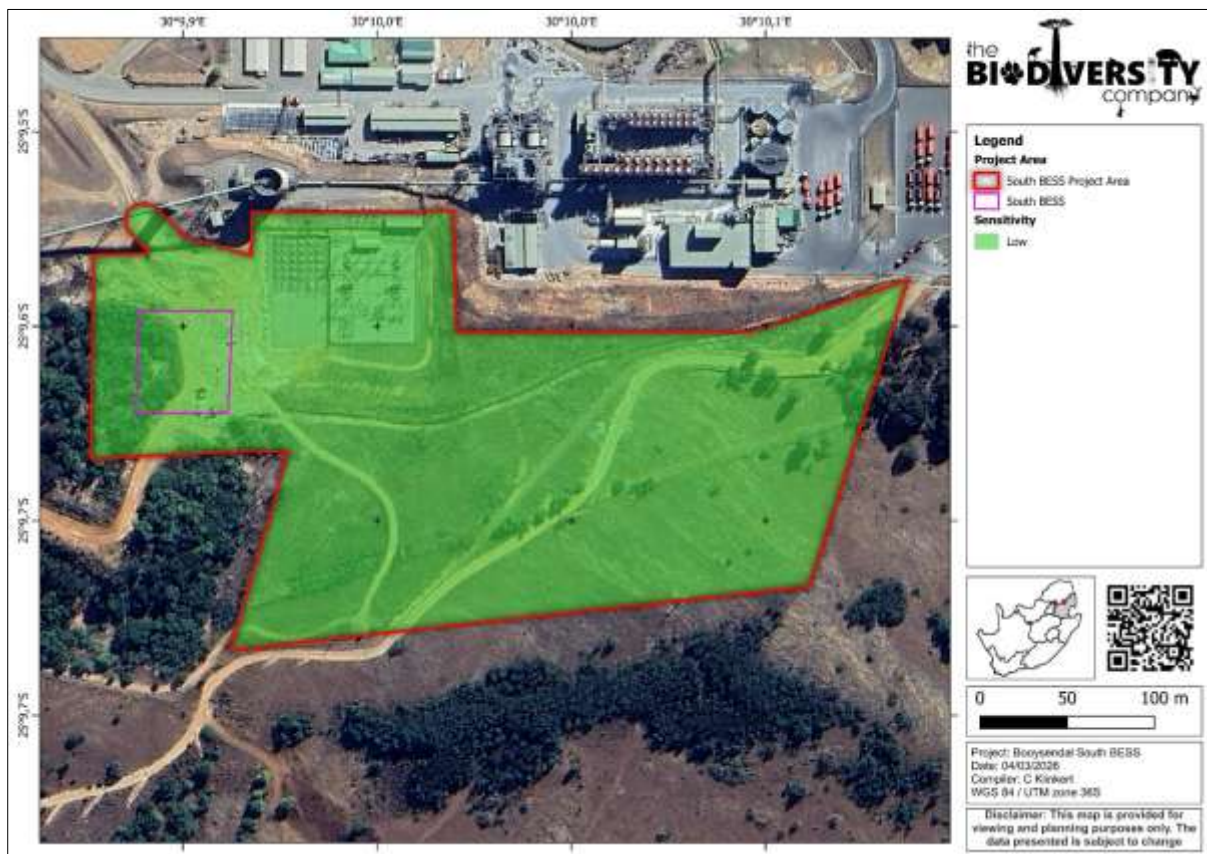 30°9,9'E 30°10,0'E 30°10,0'E 30°10,1'E
25°9,5'S
25°9,6'S
25°9,7'S
25°9,7'S
the
BIODIVERSITY
company
Legend
Project Area
South BESS Project Area
South BESS
Sensitivity
Low
0 50 100 m
Project: Booysendal South BESS
Date: 04/03/2026
Compiler: C Klinkert
WGS 84 / UTM zone 36S
Disclaimer: This map is provided for
viewing and planning purposes only. The
data presented is subject to change